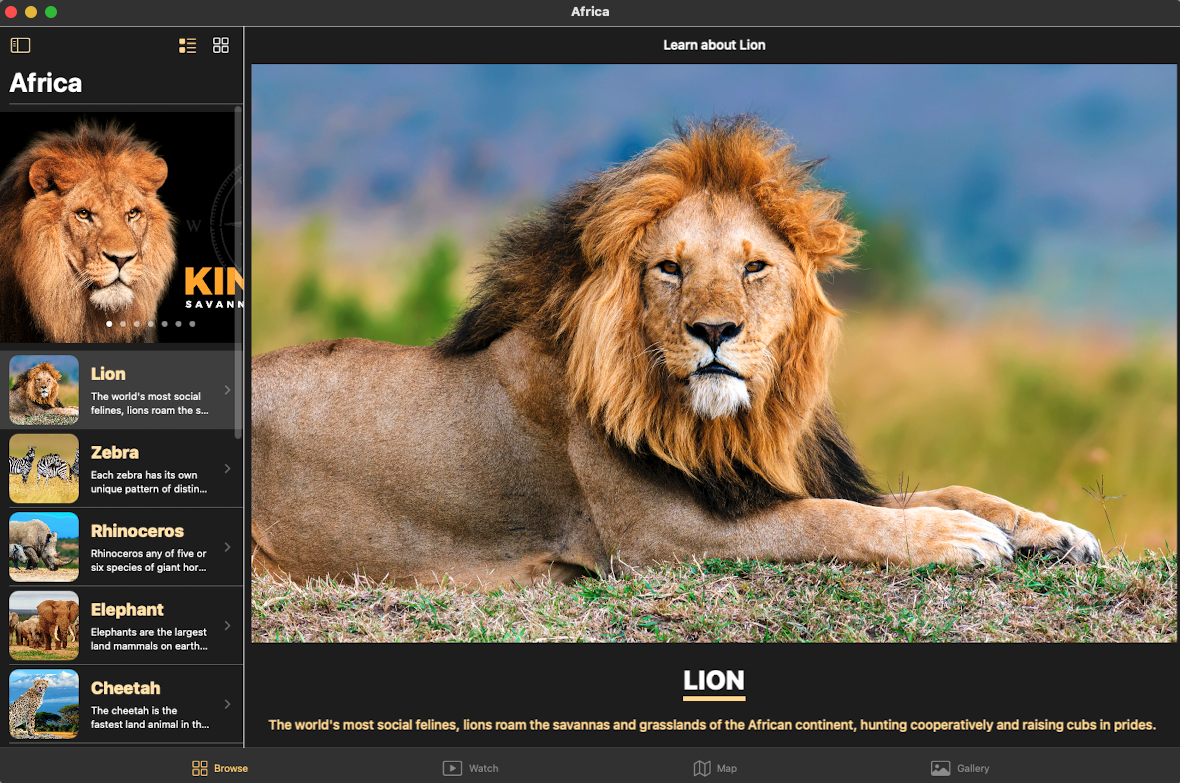 Africa
Learn about Lion
Africa
W
KIN
SAVANN
Lion
The world's most social
felines, lions roam the s...
Zebra
Each zebra has its own
unique pattern of distin...
Rhinoceros
Rhinoceros any of five or
six species of giant hor...
Elephant
Elephants are the largest
land mammals on earth...
Cheetah
The cheetah is the
fastest land animal in th...
LION
The world's most social felines, lions roam the savannas and grasslands of the African continent, hunting cooperatively and raising cubs in prides.
Browse
Watch
Map
Gallery